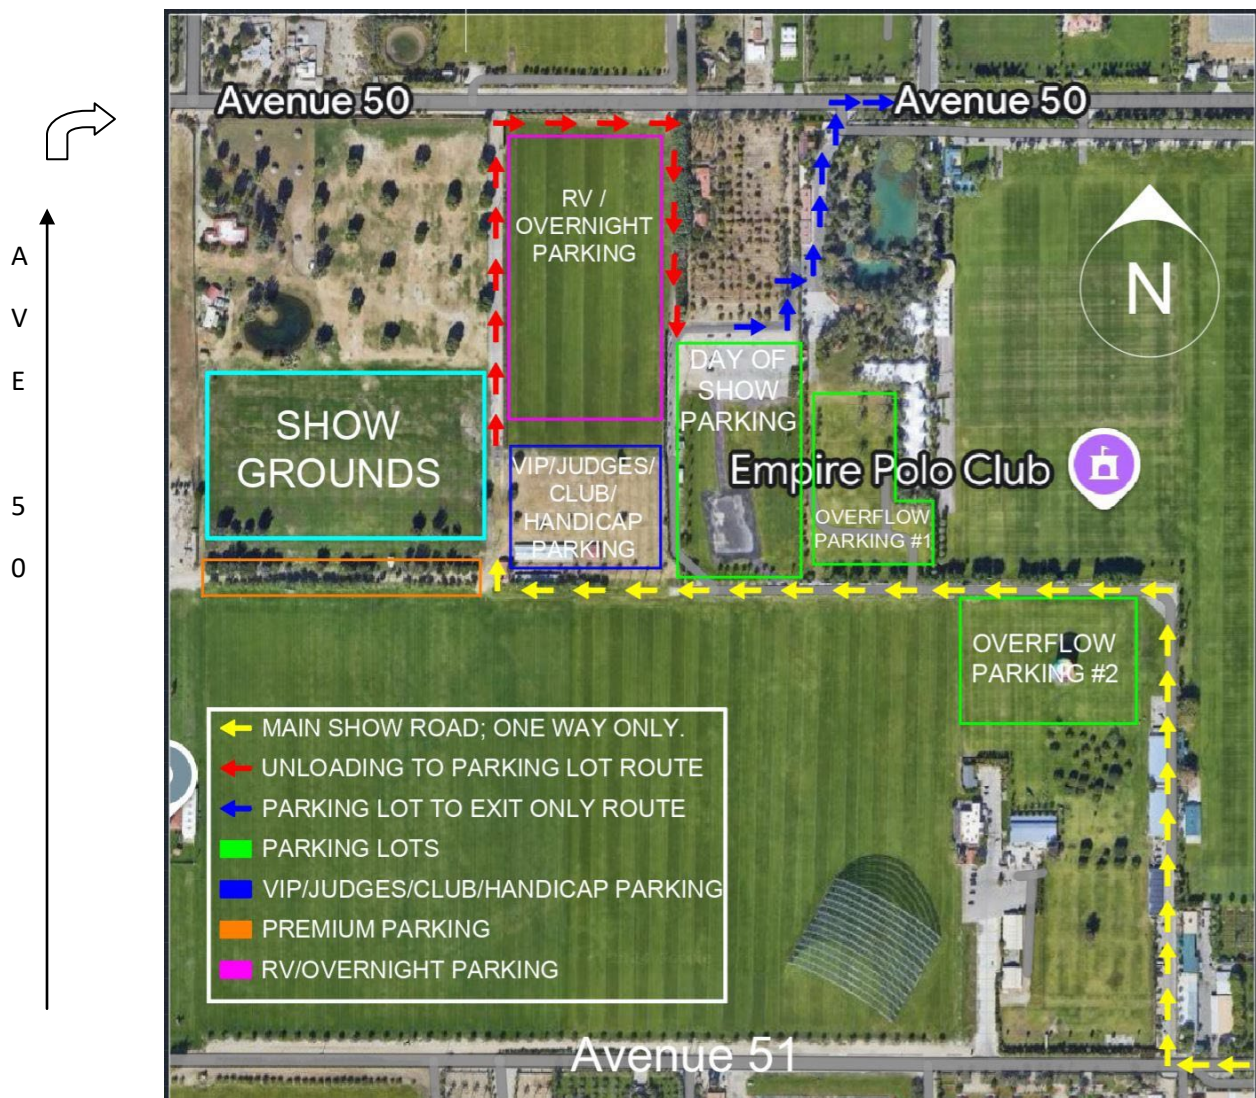 Avenue 50
Avenue 50
A
V
E
5
0
RV /
OVERNIGHT
PARKING
N
DAY OF
SHOW
PARKING
SHOW
GROUNDS
VIP/JUDGES/
CLUB/
HANDICAP
PARKING
Empire Polo Club
OVERFLOW
PARKING #1
OVERFLOW
PARKING #2
MAIN SHOW ROAD; ONE WAY ONLY.
UNLOADING TO PARKING LOT ROUTE
PARKING LOT TO EXIT ONLY ROUTE
PARKING LOTS
VIP/JUDGES/CLUB/HANDICAP PARKING
PREMIUM PARKING
RV/OVERNIGHT PARKING
Avenue 51